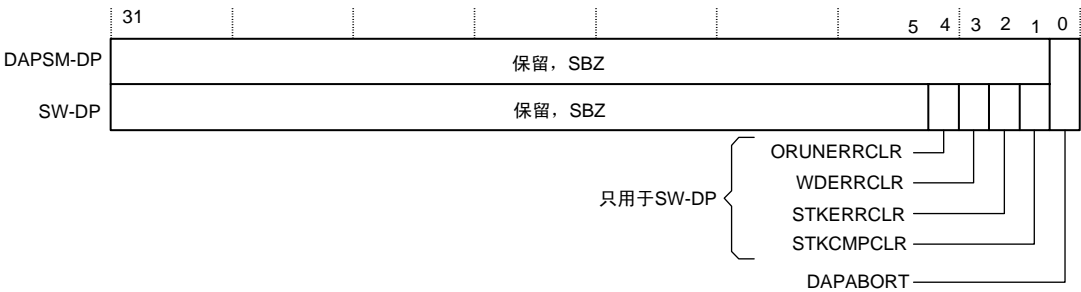 31 5 4 3 2 1 0
DAPSM-DP 保留，SBZ
SW-DP 保留，SBZ
ORUNERRCLR
WDERRCLR
只用于SW-DP
STKERRCLR
STKCMPCLR
DAPABORT